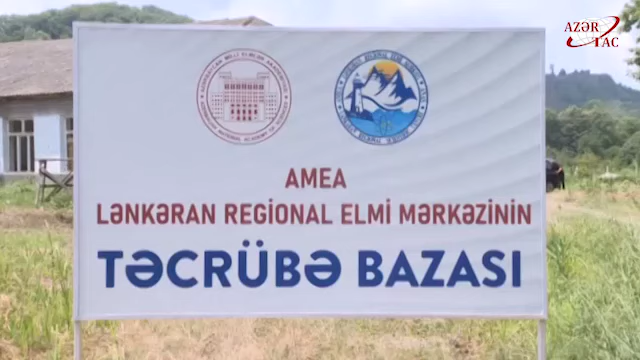 AZƏR
TAC
AMEA
LƏNKƏRAN REGIONAL ELMİ MƏRKƏZİNİN
TƏCRÜBƏ BAZASI